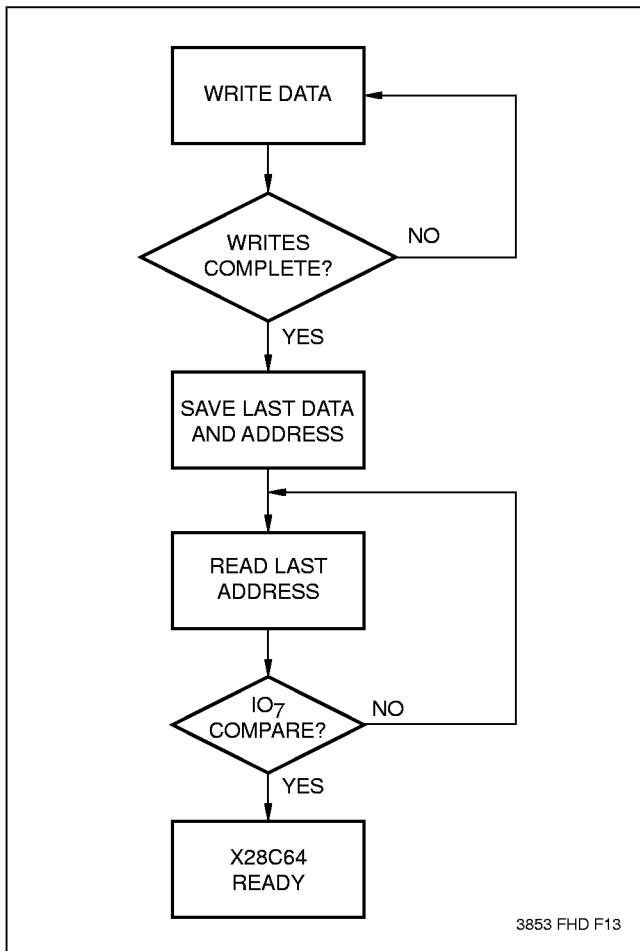 WRITE DATA
WRITES
COMPLETE?
NO
YES
SAVE LAST DATA
AND ADDRESS
READ LAST
ADDRESS
IO7
COMPARE?
NO
YES
X28C64
READY
3853 FHD F13